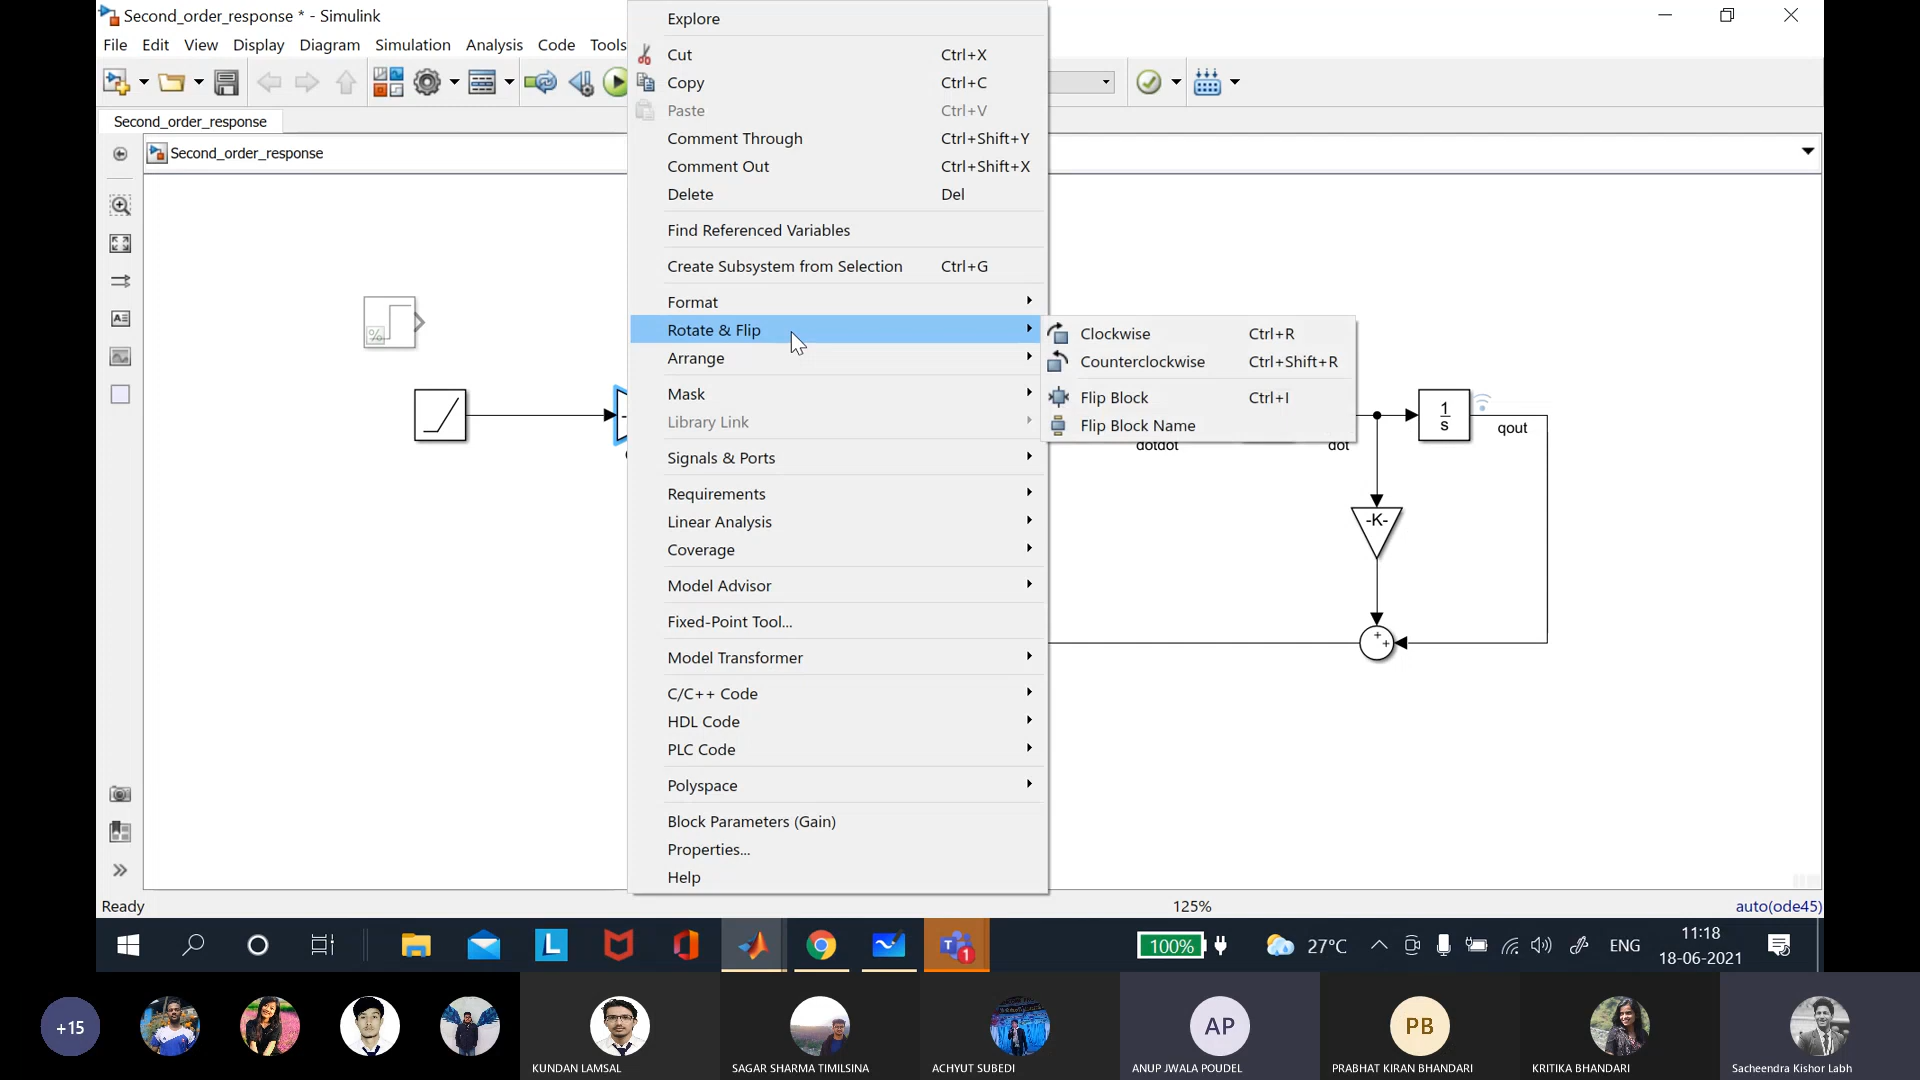 Second_order_response * - Simulink
File Edit View Display Diagram Simulation Analysis Code Tools
Second_order_response
Second_order_response
Explore
Cut Ctrl+X
Copy Ctrl+C
Paste Ctrl+V
Comment Through Ctrl+Shift+Y
Comment Out Ctrl+Shift+X
Delete Del
Find Referenced Variables
Create Subsystem from Selection Ctrl+G
Format
Rotate & Flip
Arrange
Mask
Library Link
Signals & Ports
Requirements
Linear Analysis
Coverage
Model Advisor
Fixed-Point Tool...
Model Transformer
C/C++ Code
HDL Code
PLC Code
Polyspace
Block Parameters (Gain)
Properties...
Help
Clockwise Ctrl+R
Counterclockwise Ctrl+Shift+R
Flip Block Ctrl+I
Flip Block Name
dotdot
dot
1
s
qout
-K-
+
+
Ready 125% auto(ode45)
100% 27°C ENG 11:18
18-06-2021
+15
AP
PB
KUNDAN LAMSAL
SAGAR SHARMA TIMILSINA
ACHYUT SUBEDI
ANUP JWALA POUDEL
PRABHAT KIRAN BHANDARI
KRITIKA BHANDARI
Sacheendra Kishor Labh